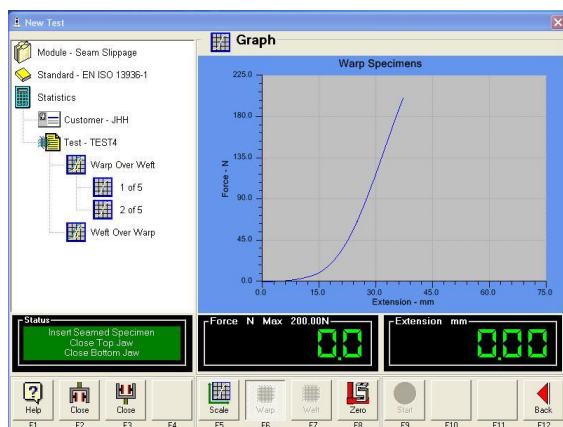 New Test
Module - Seam Slippage
Standard - EN ISO 13936-1
Statistics
Customer - JHH
Test - TEST4
Warp Over Weft
1 of 5
2 of 5
Weft Over Warp
Graph
Warp Specimens
225.0
180.0
135.0
90.0
45.0
0.0
Force - N
0.0 15.0 30.0 45.0 60.0 75.0
Extension - mm
Status
Insert Seamed Specimen
Close Top Jaw
Close Bottom Jaw
Force N Max 200.00N
0.0
Extension mm
0.00
Help Close Close Scale Warp Weft Zero Start Back
F1 F2 F3 F4 F5 F6 F7 F8 F9 F10 F11 F12